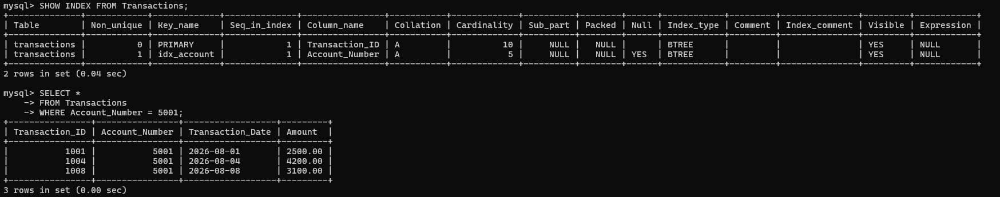 mysql> SHOW INDEX FROM Transactions;
+--------------+------------+-------------+--------------+----------------+-----------+-------------+----------+--------+------+------------+---------+---------------+---------+------------+
| Table        | Non_unique | Key_name    | Seq_in_index | Column_name    | Collation | Cardinality | Sub_part | Packed | Null | Index_type | Comment | Index_comment | Visible | Expression |
+--------------+------------+-------------+--------------+----------------+-----------+-------------+----------+--------+------+------------+---------+---------------+---------+------------+
| transactions |          0 | PRIMARY     |            1 | Transaction_ID | A         |          10 |     NULL |   NULL |      | BTREE      |         |               | YES     | NULL       |
| transactions |          1 | idx_account |            1 | Account_Number | A         |           5 |     NULL |   NULL | YES  | BTREE      |         |               | YES     | NULL       |
+--------------+------------+-------------+--------------+----------------+-----------+-------------+----------+--------+------+------------+---------+---------------+---------+------------+
2 rows in set (0.04 sec)

mysql> SELECT *
    -> FROM Transactions
    -> WHERE Account_Number = 5001;
+----------------+----------------+------------------+---------+
| Transaction_ID | Account_Number | Transaction_Date | Amount  |
+----------------+----------------+------------------+---------+
|           1001 |           5001 | 2026-08-01       | 2500.00 |
|           1004 |           5001 | 2026-08-04       | 4200.00 |
|           1008 |           5001 | 2026-08-08       | 3100.00 |
+----------------+----------------+------------------+---------+
3 rows in set (0.00 sec)